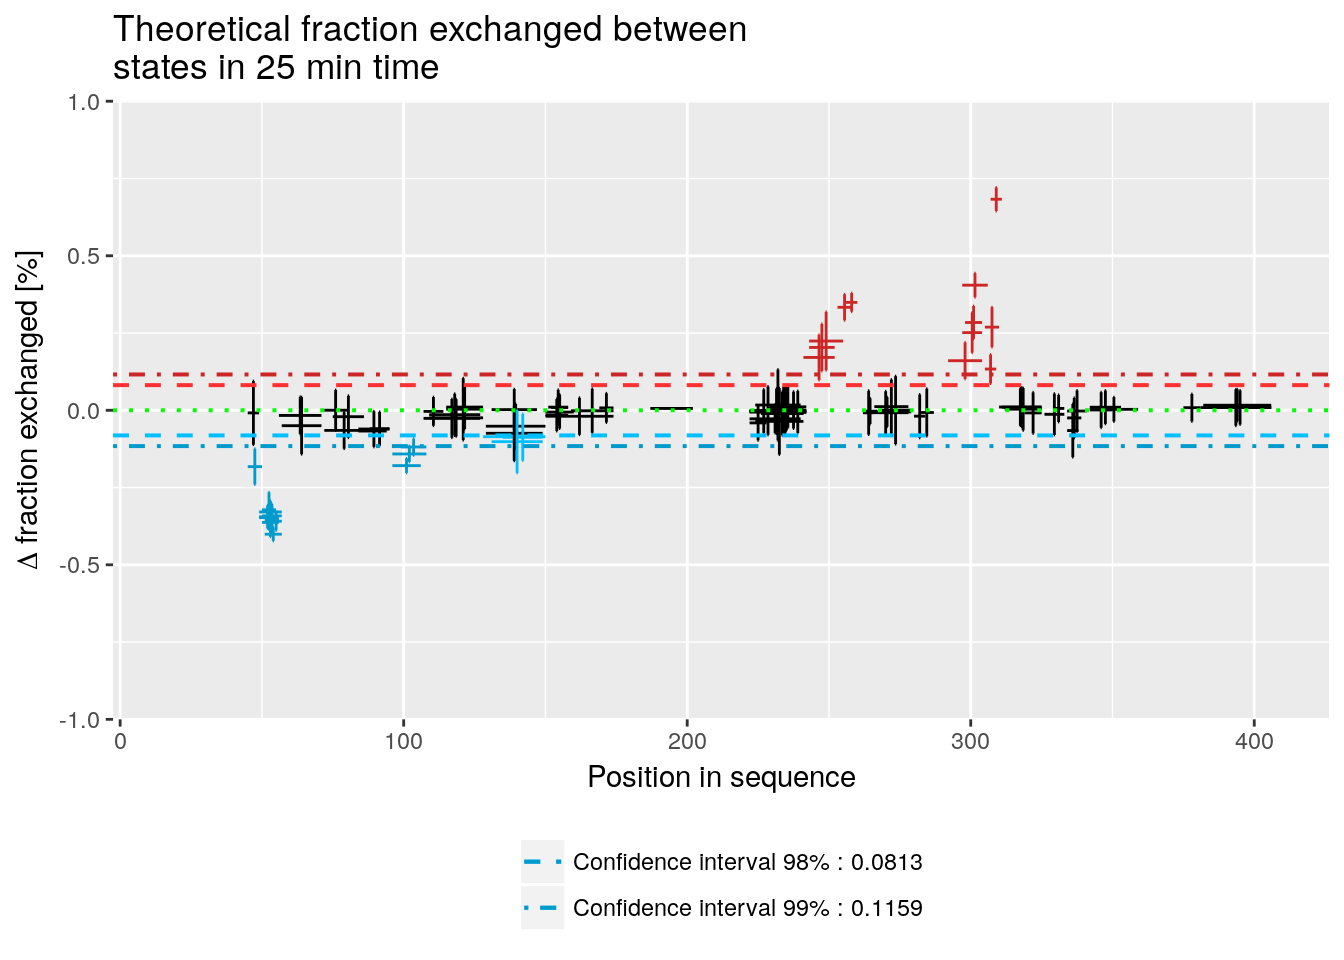 Theoretical fraction exchanged between
states in 25 min time
Δ fraction exchanged [%]
1.0
0.5
0.0
-0.5
-1.0
0 100 200 300 400
Position in sequence
Confidence interval 98% : 0.0813
Confidence interval 99% : 0.1159